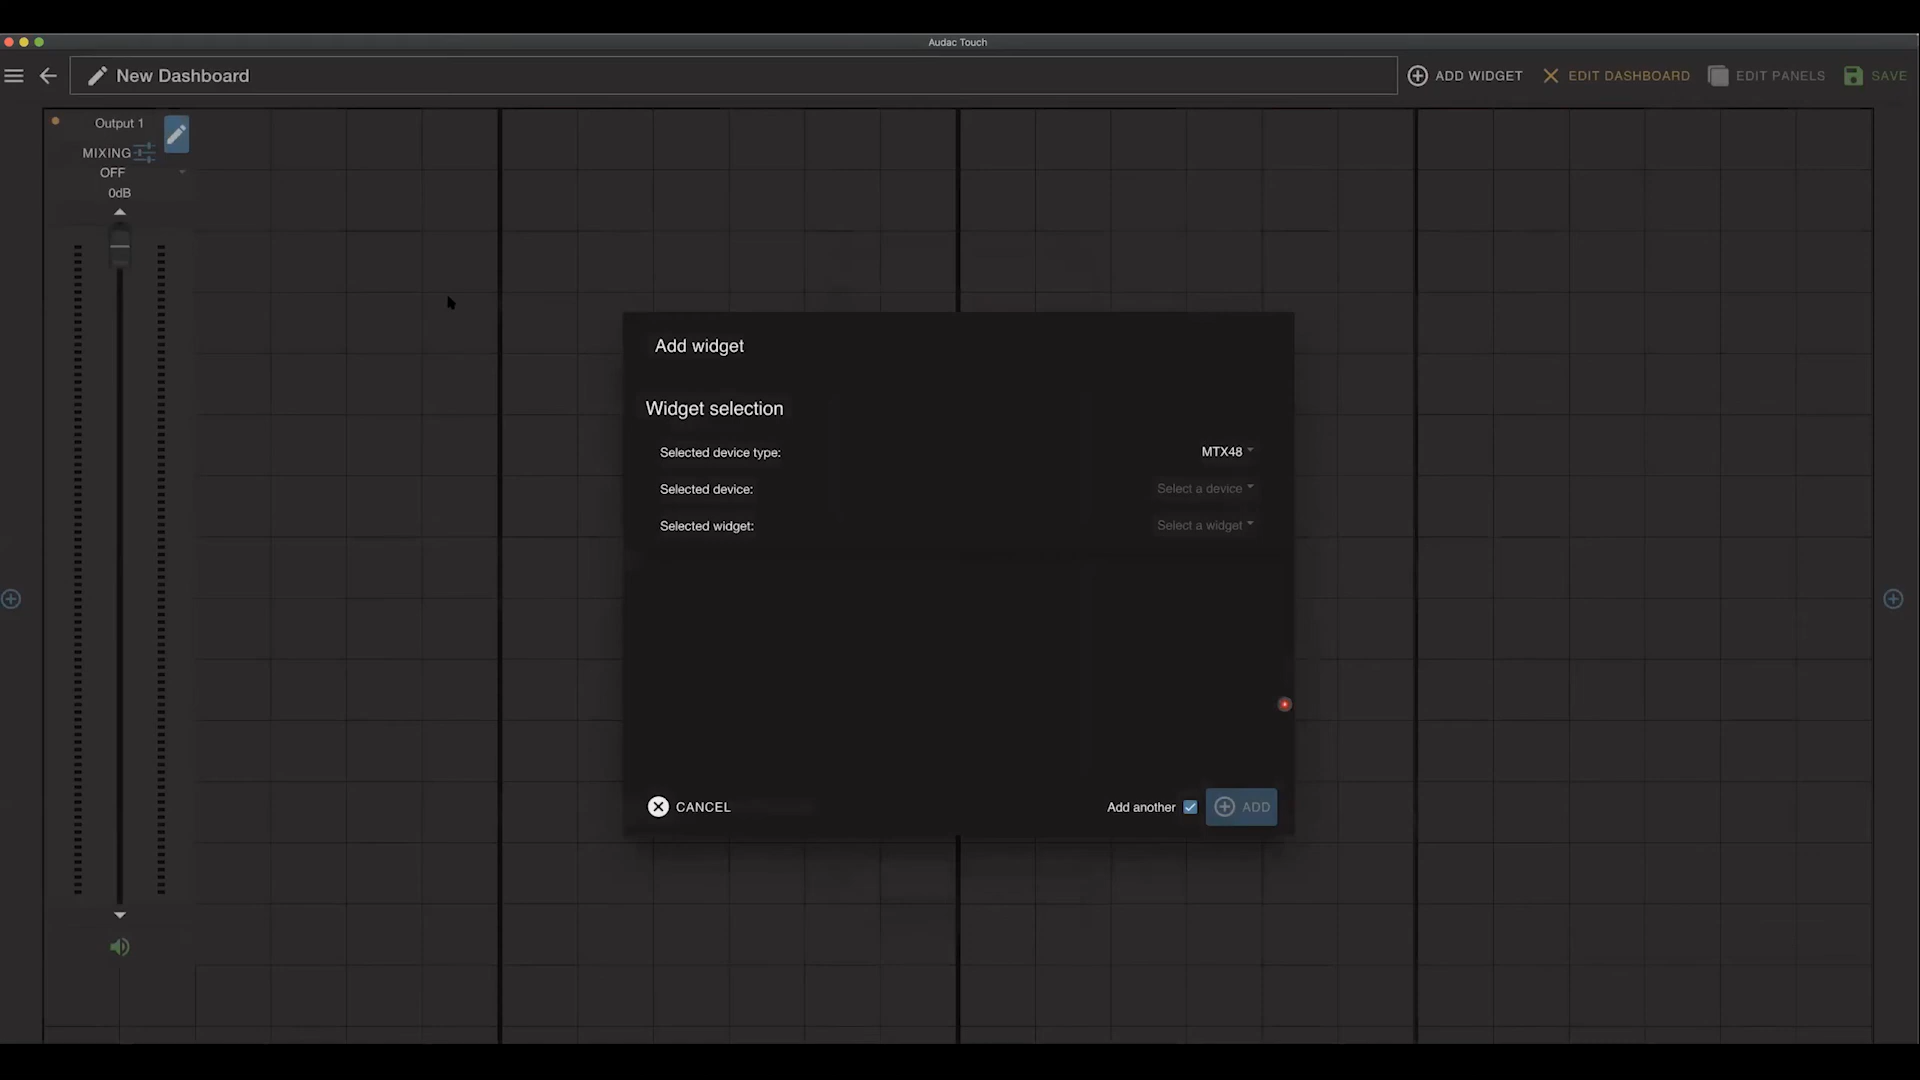 Audac Touch
New Dashboard
ADD WIDGET
EDIT DASHBOARD
EDIT PANELS
SAVE
Output 1
MIXING
OFF
0dB
Add widget
Widget selection
Selected device type:
MTX48
Selected device:
Select a device
Selected widget:
Select a widget
CANCEL
Add another
ADD